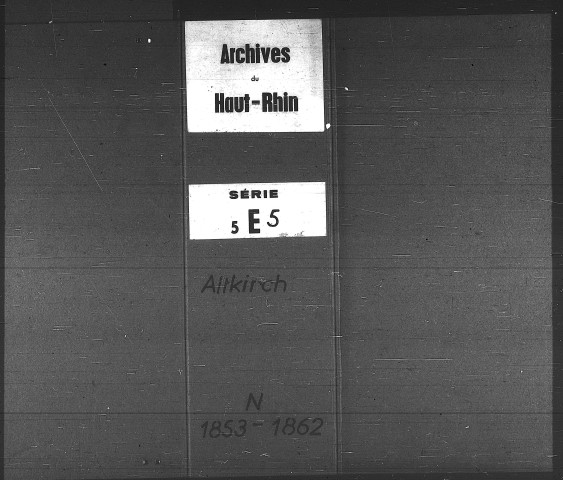 Archives
du
Haut-Rhin
SÉRIE
5 E 5
Altkirch
N
1853-1862